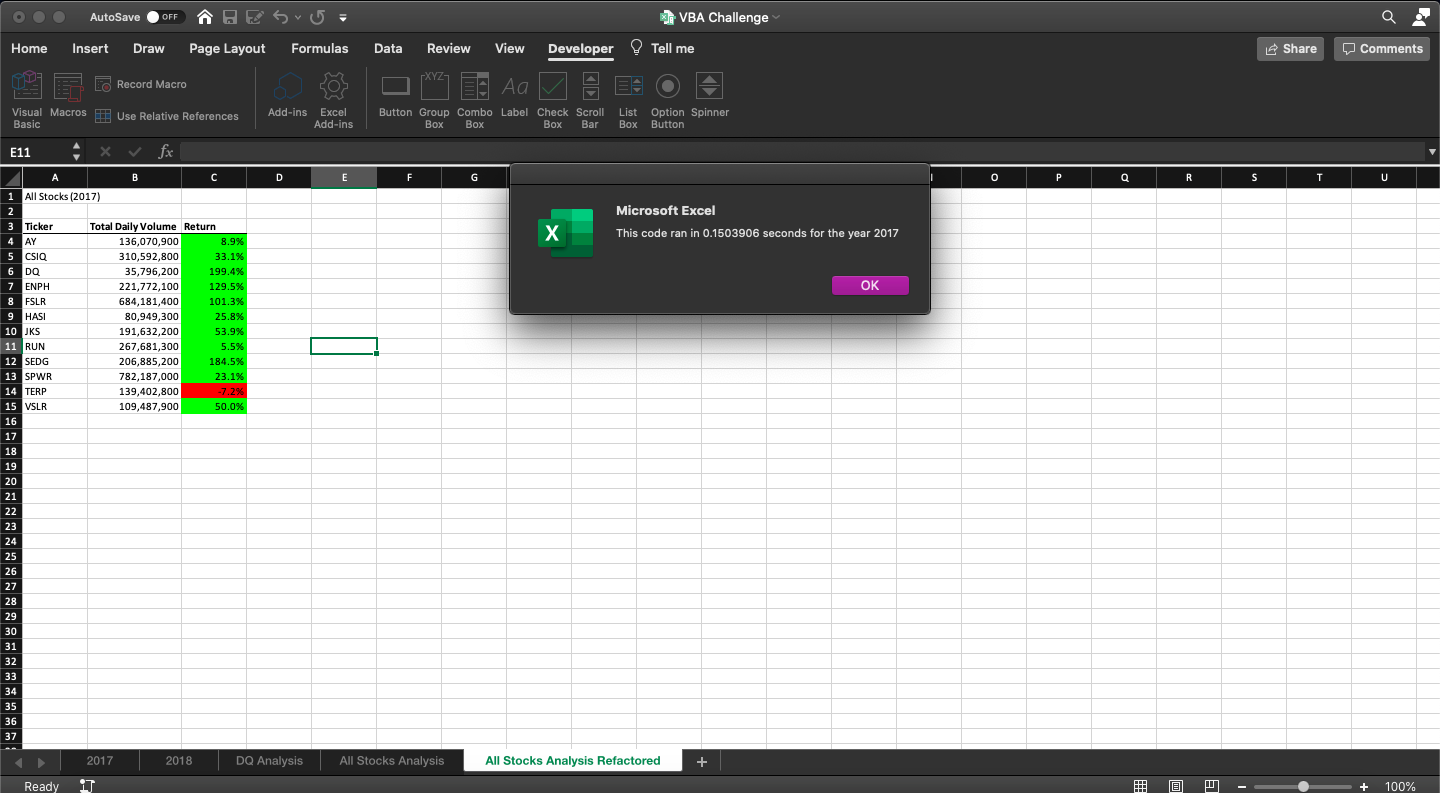 AutoSave OFF VBA Challenge
Home Insert Draw Page Layout Formulas Data Review View Developer Tell me Share Comments
Visual Basic Macros Record Macro Use Relative References Add-ins Excel Add-ins Button Group Box Combo Box Label Check Box Scroll Bar List Box Option Button Spinner
XYZ Aa
E11 fx
A B C D E F G O P Q R S T U
1 All Stocks (2017)
2
3 Ticker Total Daily Volume Return
4 AY 136,070,900 8.9%
5 CSIQ 310,592,800 33.1%
6 DQ 35,796,200 199.4%
7 ENPH 221,772,100 129.5%
8 FSLR 684,181,400 101.3%
9 HASI 80,949,300 25.8%
10 JKS 191,632,200 53.9%
11 RUN 267,681,300 5.5%
12 SEDG 206,885,200 184.5%
13 SPWR 782,187,000 23.1%
14 TERP 139,402,800 -7.2%
15 VSLR 109,487,900 50.0%
16
17
18
19
20
21
22
23
24
25
26
27
28
29
30
31
32
33
34
35
36
37
Microsoft Excel
X
This code ran in 0.1503906 seconds for the year 2017
OK
2017 2018 DQ Analysis All Stocks Analysis All Stocks Analysis Refactored +
Ready 100%